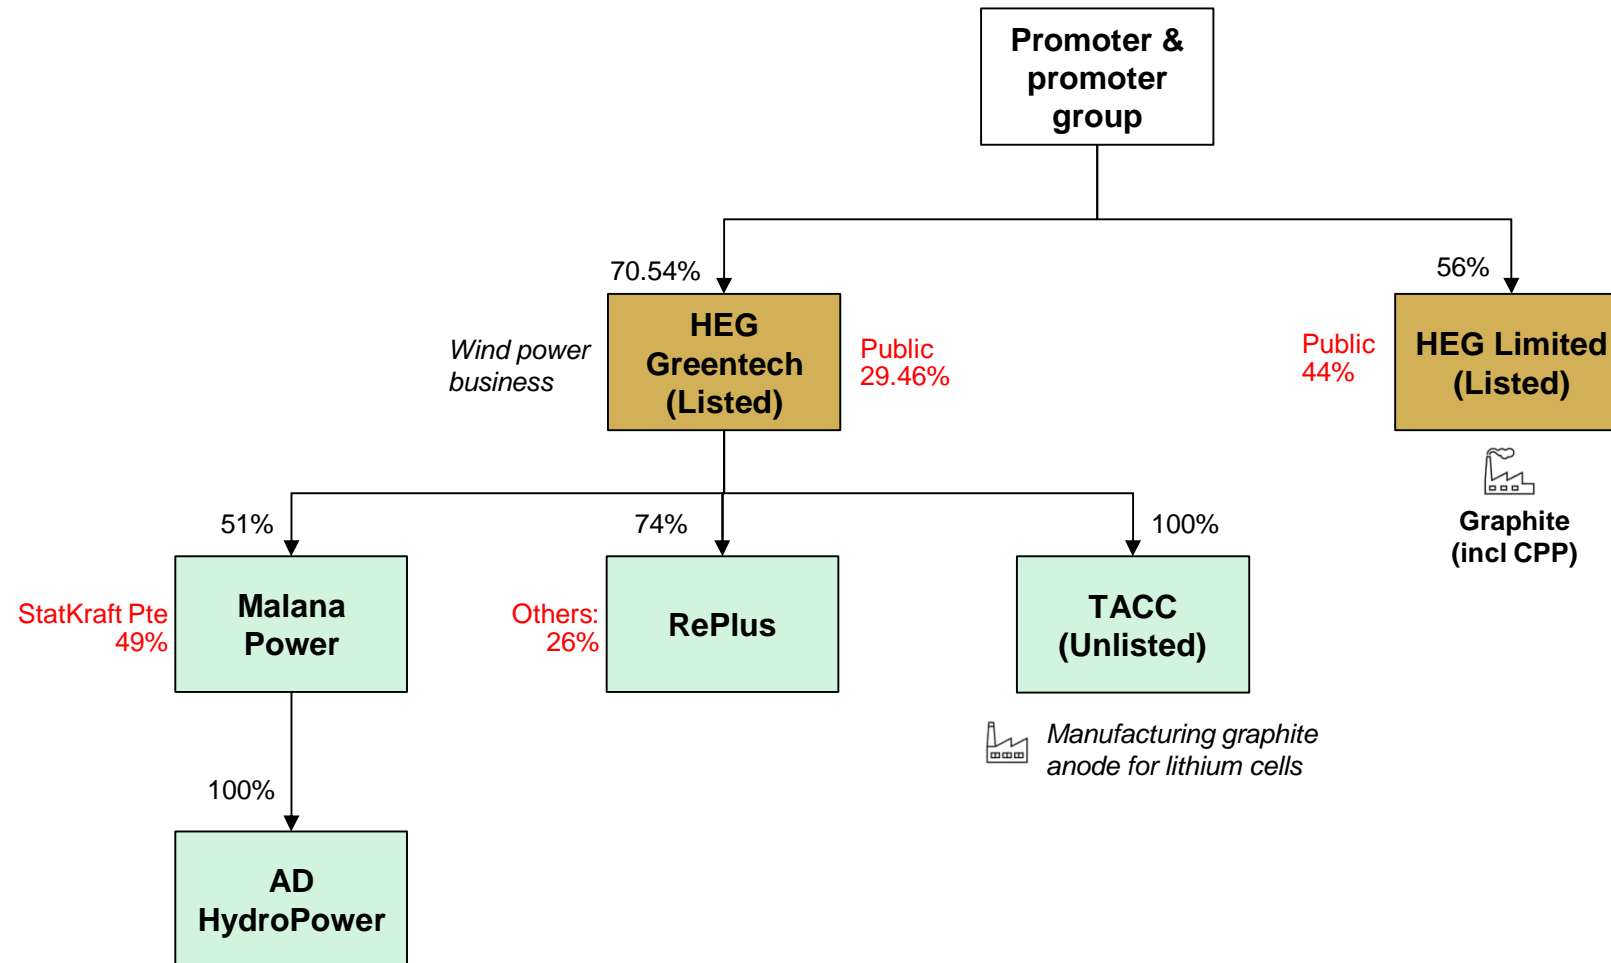 Promoter &
promoter
group
70.54%
56%
Wind power
business
HEG
Greentech
(Listed)
Public
29.46%
Public
44%
HEG Limited
(Listed)
Graphite
(incl CPP)
51%
74%
100%
StatKraft Pte
49%
Malana
Power
Others:
26%
RePlus
TACC
(Unlisted)
Manufacturing graphite
anode for lithium cells
100%
AD
HydroPower